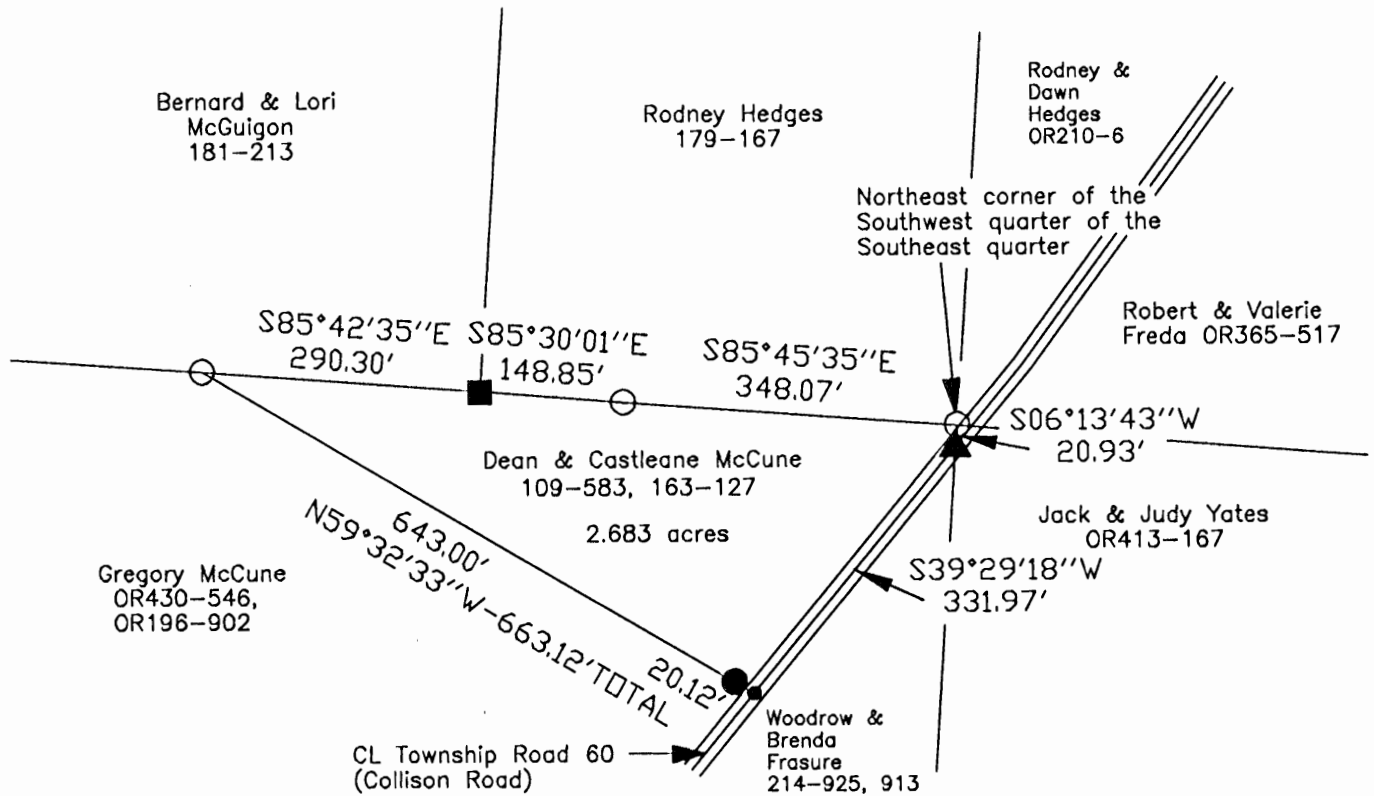 Bernard & Lori
McGuigon
181-213
Rodney Hedges
179-167
Rodney &
Dawn
Hedges
OR210-6
Northeast corner of the
Southwest quarter of the
Southeast quarter
Robert & Valerie
Freda OR365-517
S85°42'35''E
290.30'
S85°30'01''E
148.85'
S85°45'35''E
348.07'
S06°13'43''W
20.93'
Dean & Castleane McCune
109-583, 163-127
2.683 acres
Jack & Judy Yates
OR413-167
S39°29'18''W
331.97'
643.00'
N59°32'33''W-663.12'TOTAL
20.12'
Gregory McCune
OR430-546,
OR196-902
Woodrow &
Brenda
Frasure
214-925, 913
CL Township Road 60
(Collison Road)